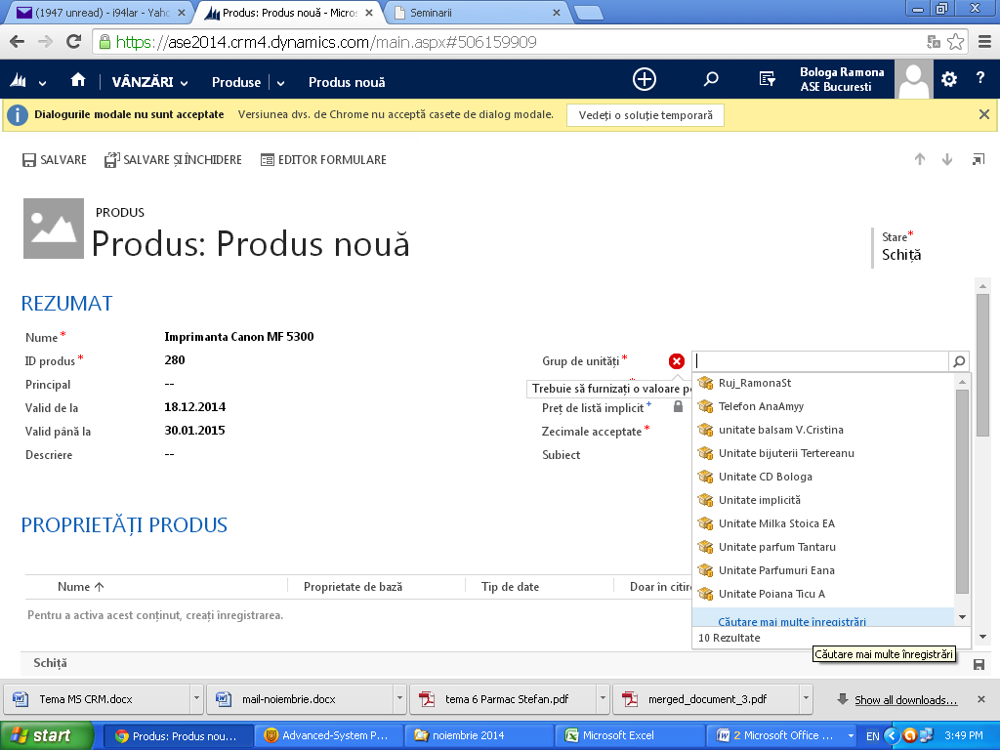 (1947 unread) - i94lar - Yaho
Produse: Produs nouă - Micros
Seminarii
https://ase2014.crm4.dynamics.com/main.aspx#506159909
VÂNZĂRI
Produse
Produs nouă
Bologa Ramona
ASE Bucuresti
?
Dialogurile modale nu sunt acceptate
Versiunea dvs. de Chrome nu acceptă casete de dialog modale.
Vedeți o soluție temporară
SALVARE
SALVARE ȘI ÎNCHIDERE
EDITOR FORMULARE
PRODUS
Produs: Produs nouă
Stare*
Schiță
REZUMAT
Nume* Imprimanta Canon MF 5300
ID produs* 280
Principal --
Valid de la 18.12.2014
Valid până la 30.01.2015
Descriere --
Grup de unități*
Trebuie să furnizați o valoare pe
Preț de listă implicit+
Zecimale acceptate*
Subiect
Ruj_RamonaSt
Telefon AnaAmyy
unitate balsam V.Cristina
Unitate bijuterii Tertereanu
Unitate CD Bologa
Unitate implicită
Unitate Milka Stoica EA
Unitate parfum Tantaru
Unitate Parfumuri Eana
Unitate Poiana Ticu A
Căutare mai multe înregistrări
10 Rezultate
Căutare mai multe înregistrări
PROPRIETĂȚI PRODUS
Nume
Proprietate de bază
Tip de date
Doar în citire
Pentru a activa acest conținut, creați înregistrarea.
Schiță
Tema MS CRM.docx
mail-noiembrie.docx
tema 6 Parmac Stefan.pdf
merged_document_3.pdf
Show all downloads...
start
Produse: Produs nou...
Advanced-System P...
noiembrie 2014
Microsoft Excel
2 Microsoft Office ...
EN
3:49 PM